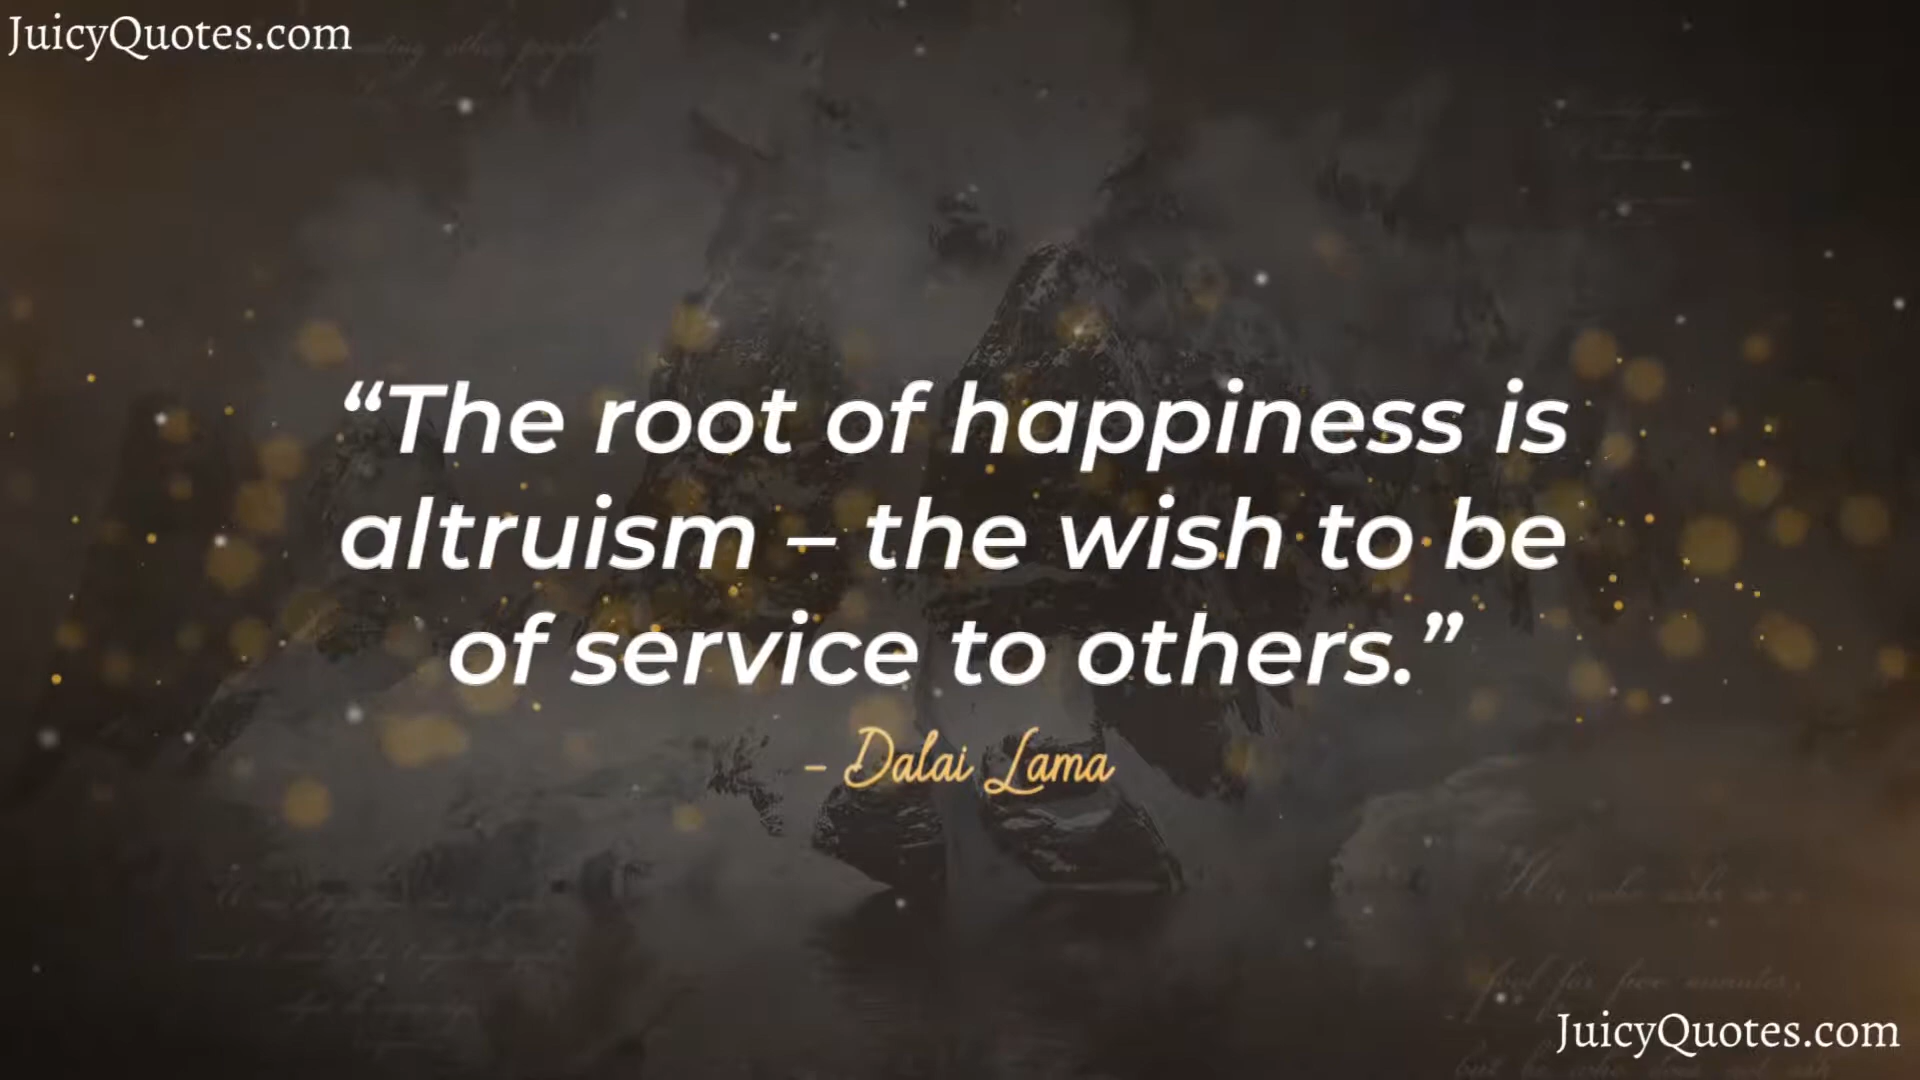 JuicyQuotes.com
“The root of happiness is
altruism – the wish to be
of service to others.”
– Dalai Lama
JuicyQuotes.com